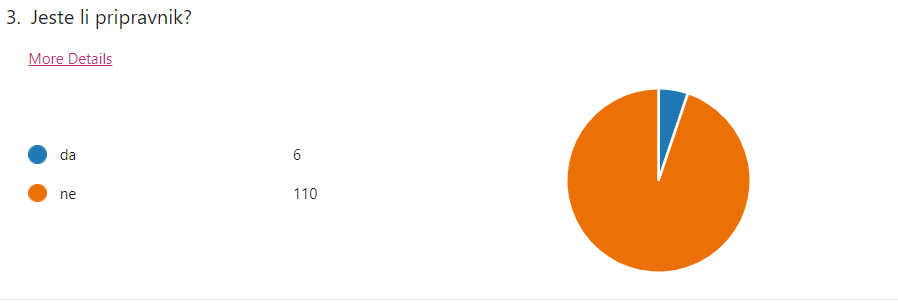 3. Jeste li pripravnik?
More Details
da 6
ne 110